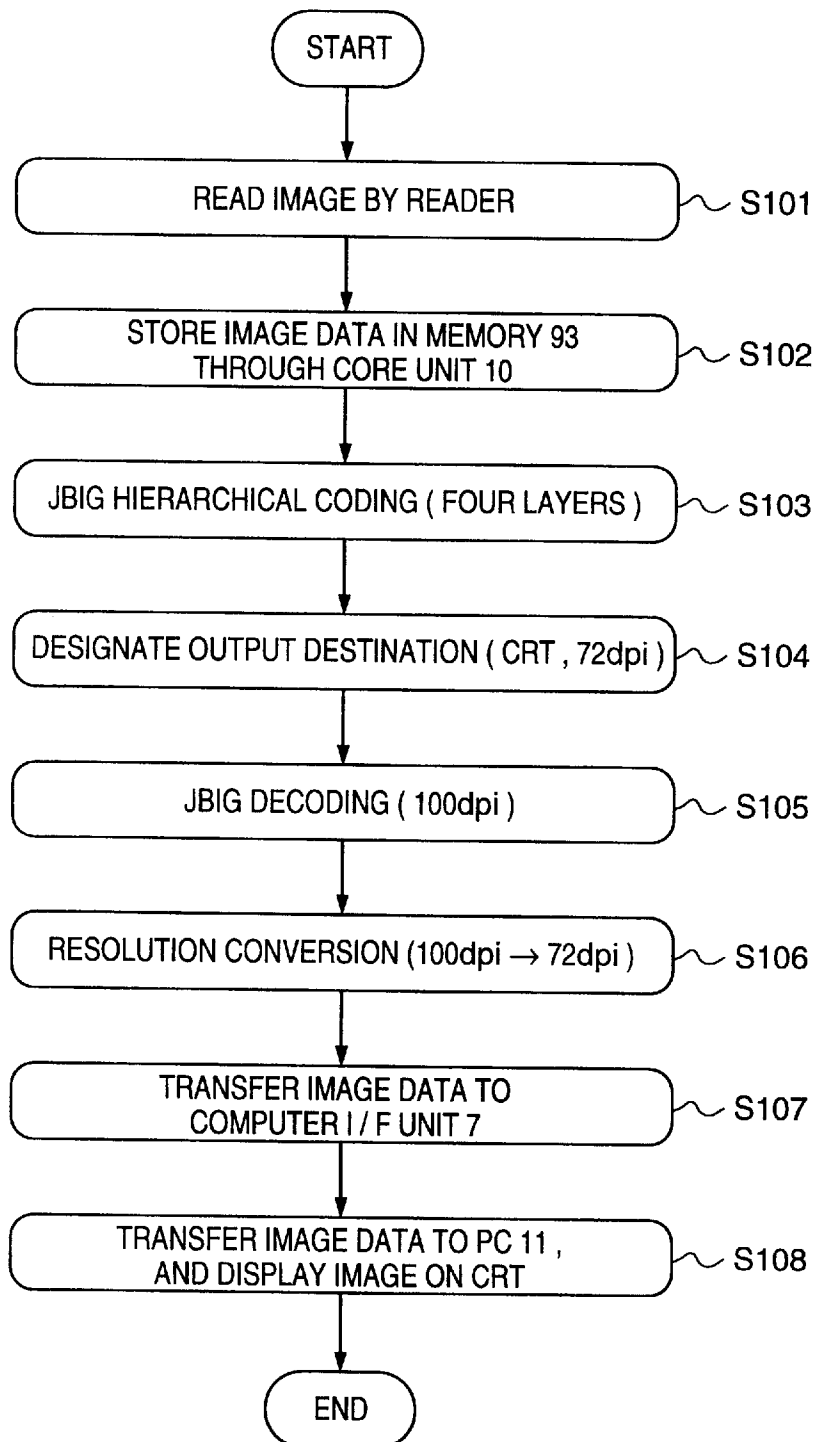 START
READ IMAGE BY READER
S101
STORE IMAGE DATA IN MEMORY 93
THROUGH CORE UNIT 10
S102
JBIG HIERARCHICAL CODING ( FOUR LAYERS )
S103
DESIGNATE OUTPUT DESTINATION ( CRT , 72dpi )
S104
JBIG DECODING ( 100dpi )
S105
RESOLUTION CONVERSION (100dpi → 72dpi )
S106
TRANSFER IMAGE DATA TO
COMPUTER I / F UNIT 7
S107
TRANSFER IMAGE DATA TO PC 11 ,
AND DISPLAY IMAGE ON CRT
S108
END